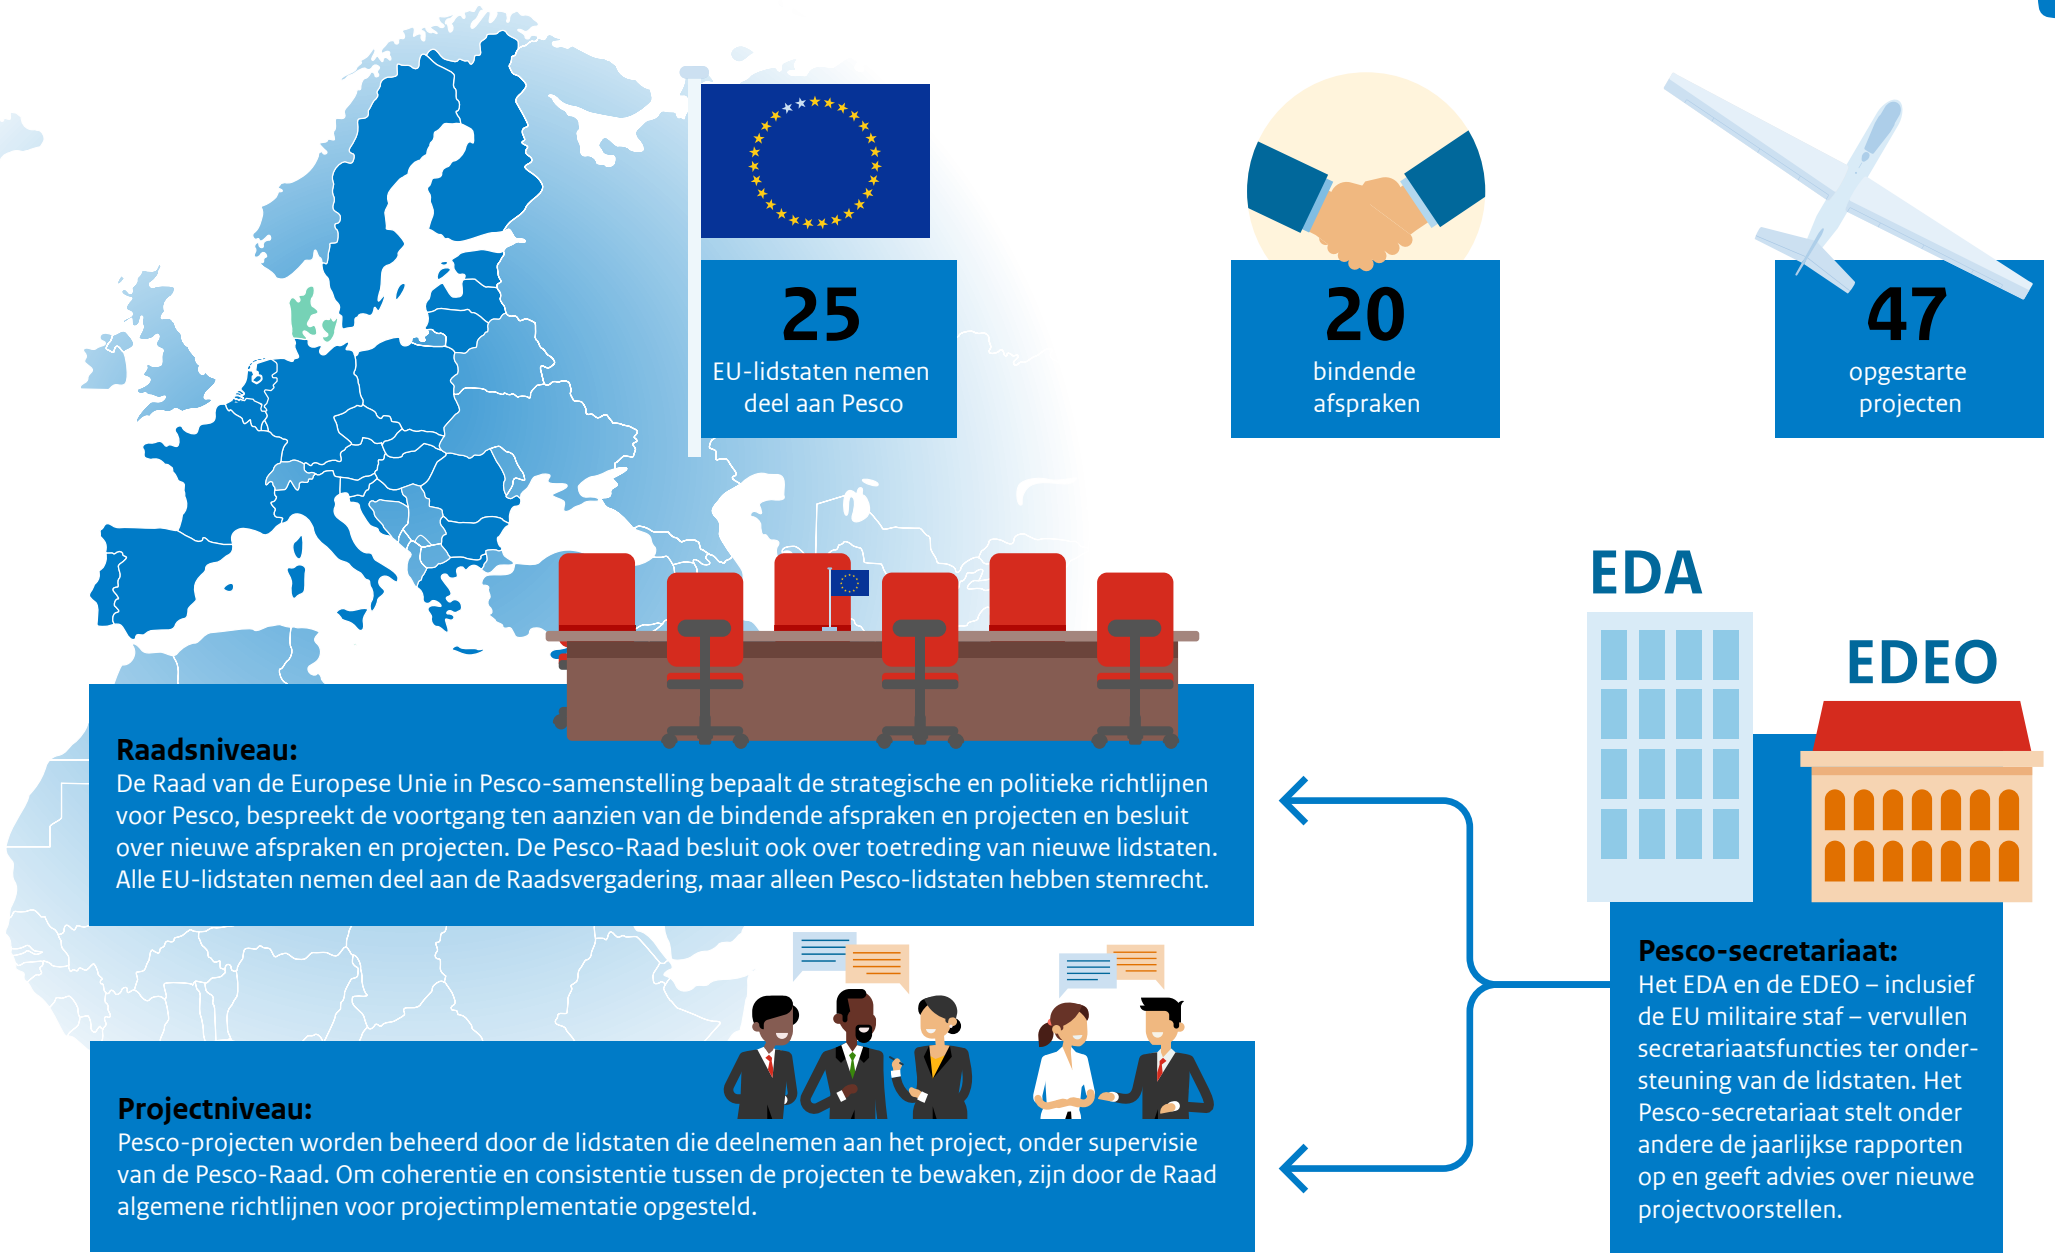 25
EU-lidstaten nemen
deel aan Pesco
20
bindende
afspraken
47
opgestarte
projecten
EDA
EDEO
Raadsniveau:
De Raad van de Europese Unie in Pesco-samenstelling bepaalt de strategische en politieke richtlijnen
voor Pesco, bespreekt de voortgang ten aanzien van de bindende afspraken en projecten en besluit
over nieuwe afspraken en projecten. De Pesco-Raad besluit ook over toetreding van nieuwe lidstaten.
Alle EU-lidstaten nemen deel aan de Raadsvergadering, maar alleen Pesco-lidstaten hebben stemrecht.
Pesco-secretariaat:
Het EDA en de EDEO – inclusief
de EU militaire staf – vervullen
secretariaatsfuncties ter onder-
steuning van de lidstaten. Het
Pesco-secretariaat stelt onder
andere de jaarlijkse rapporten
op en geeft advies over nieuwe
projectvoorstellen.
Projectniveau:
Pesco-projecten worden beheerd door de lidstaten die deelnemen aan het project, onder supervisie
van de Pesco-Raad. Om coherentie en consistentie tussen de projecten te bewaken, zijn door de Raad
algemene richtlijnen voor projectimplementatie opgesteld.